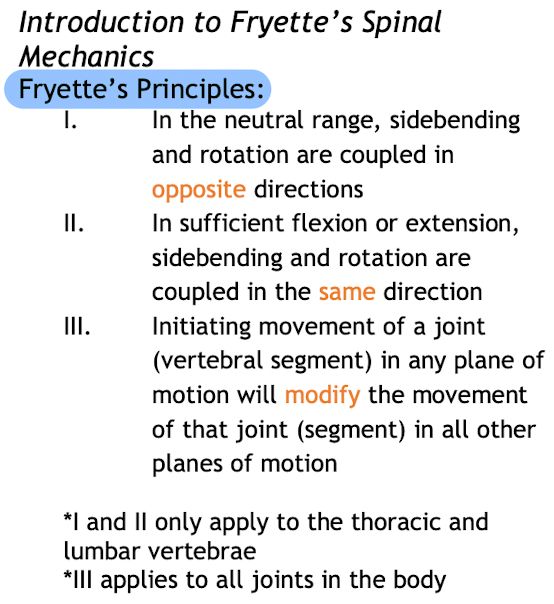 Introduction to Fryette’s Spinal
Mechanics
Fryette’s Principles:
I. In the neutral range, sidebending
and rotation are coupled in
opposite directions
II. In sufficient flexion or extension,
sidebending and rotation are
coupled in the same direction
III. Initiating movement of a joint
(vertebral segment) in any plane of
motion will modify the movement
of that joint (segment) in all other
planes of motion
*I and II only apply to the thoracic and
lumbar vertebrae
*III applies to all joints in the body